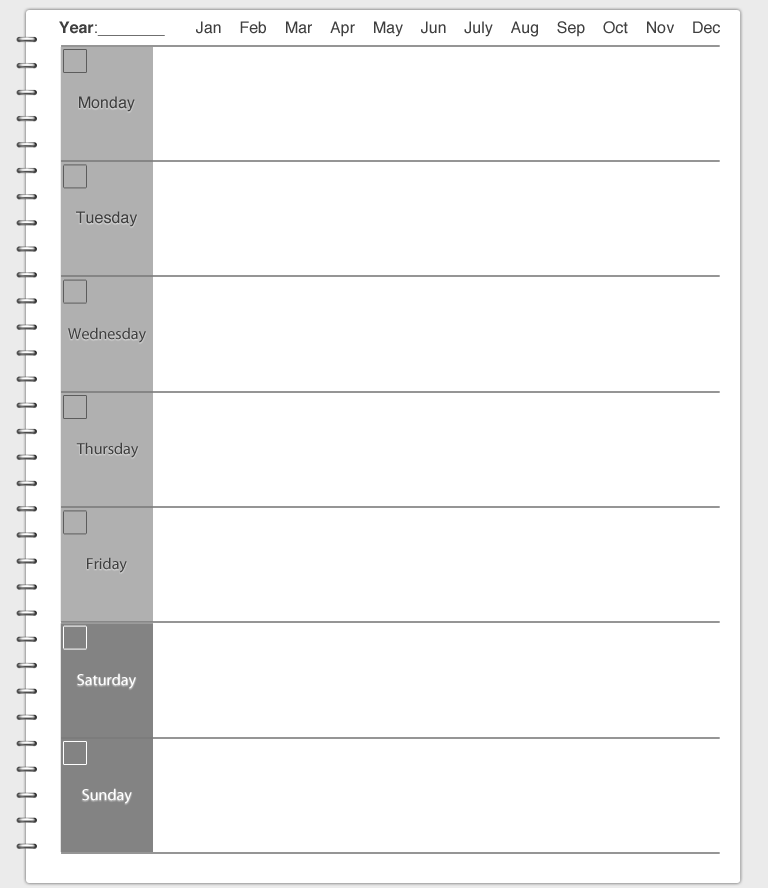 Year:________ Jan Feb Mar Apr May Jun July Aug Sep Oct Nov Dec
Monday
Tuesday
Wednesday
Thursday
Friday
Saturday
Sunday